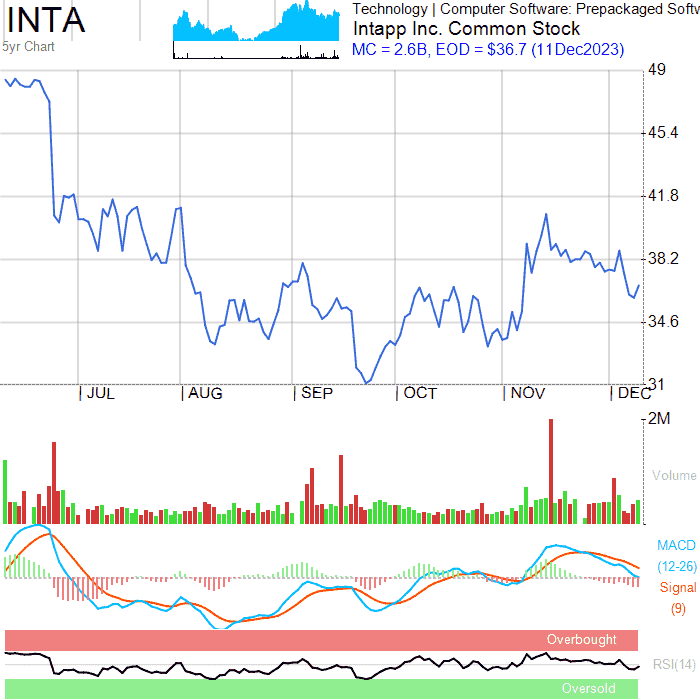 INTA
5yr Chart
Technology | Computer Software: Prepackaged Softw
Intapp Inc. Common Stock
MC = 2.6B, EOD = $36.7 (11Dec2023)
49
45.4
41.8
38.2
34.6
31
| JUL | AUG | SEP | OCT | NOV | DEC
2M
Volume
MACD
(12-26)
Signal
(9)
Overbought
RSI(14)
Oversold